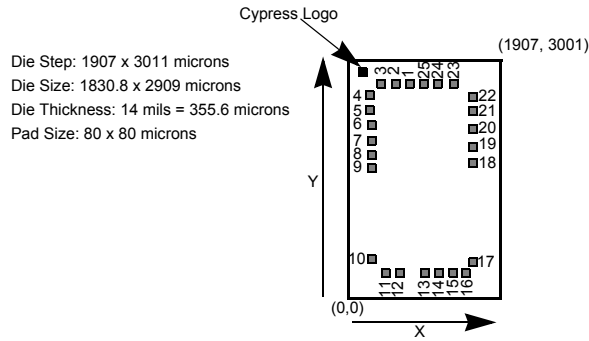 Cypress Logo
(1907, 3001)
Die Step: 1907 x 3011 microns
Die Size: 1830.8 x 2909 microns
Die Thickness: 14 mils = 355.6 microns
Pad Size: 80 x 80 microns
3 2 1 25 24 23
4
5
6
7
8
9
22
21
20
19
18
Y
10
17
11 12 13 14 15 16
(0,0)
X